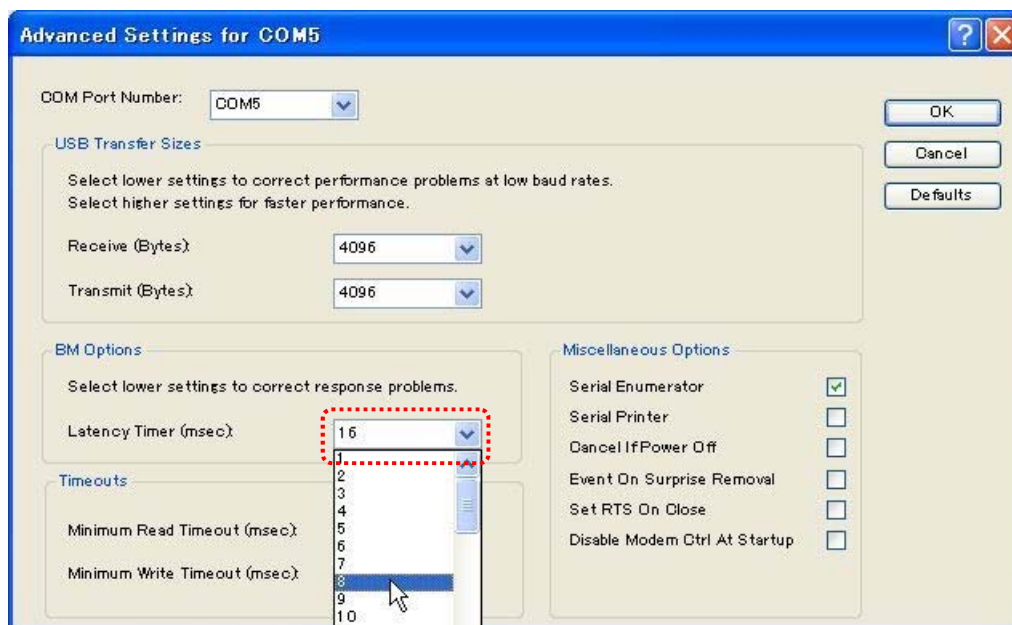 Advanced Settings for COM5
COM Port Number: COM5
OK
USB Transfer Sizes
Cancel
Select lower settings to correct performance problems at low baud rates.
Defaults
Select higher settings for faster performance.
Receive (Bytes): 4096
Transmit (Bytes): 4096
BM Options
Select lower settings to correct response problems.
Latency Timer (msec): 16
1
2
3
4
5
6
7
8
9
10
Timeouts
Minimum Read Timeout (msec):
Minimum Write Timeout (msec):
Miscellaneous Options
Serial Enumerator
Serial Printer
Cancel If Power Off
Event On Surprise Removal
Set RTS On Close
Disable Modem Ctrl At Startup